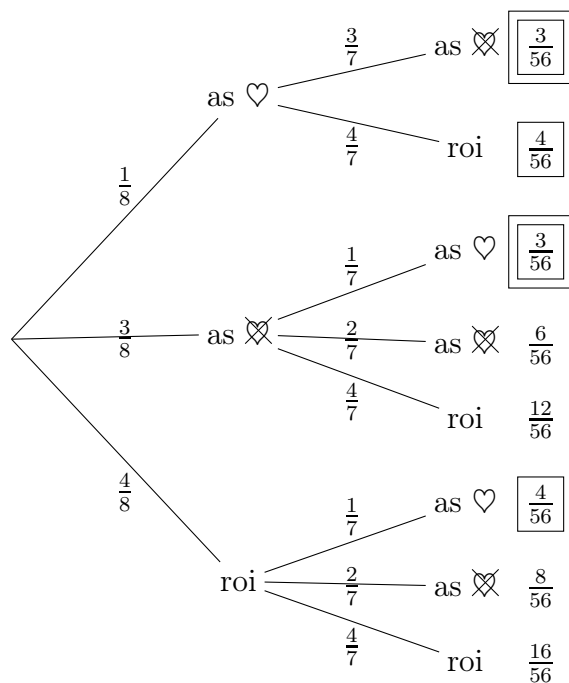 3/7 as ♡̸ 3/56
as ♡
4/7 roi 4/56
1/8
1/7 as ♡ 3/56
3/8 as ♡̸ 2/7 as ♡̸ 6/56
4/7 roi 12/56
4/8
1/7 as ♡ 4/56
roi 2/7 as ♡̸ 8/56
4/7 roi 16/56